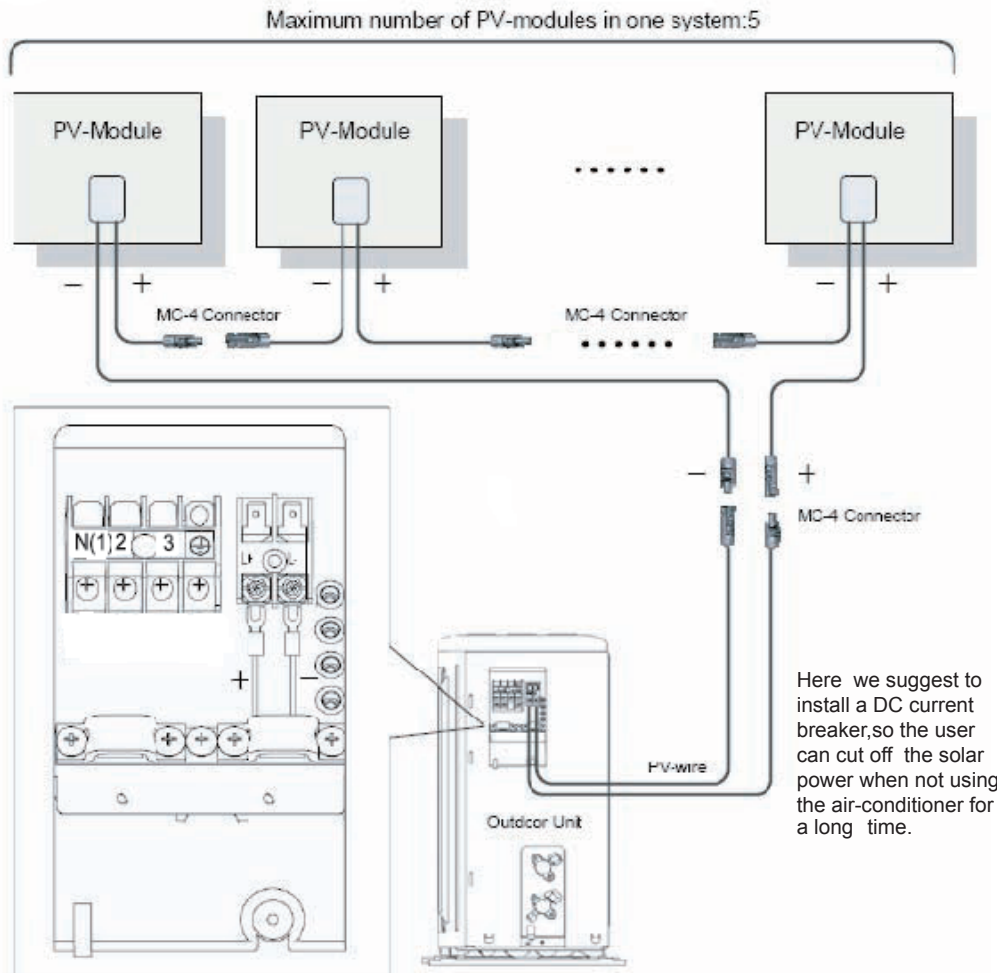 Maximum number of PV-modules in one system:5
PV-Module
PV-Module
PV-Module
......
− +
− +
− +
MC-4 Connector
MC-4 Connector
......
− +
MC-4 Connector
N(1) 2 3
+ −
PV-wire
Outdoor Unit
Here we suggest to
install a DC current
breaker,so the user
can cut off the solar
power when not using
the air-conditioner for
a long time.